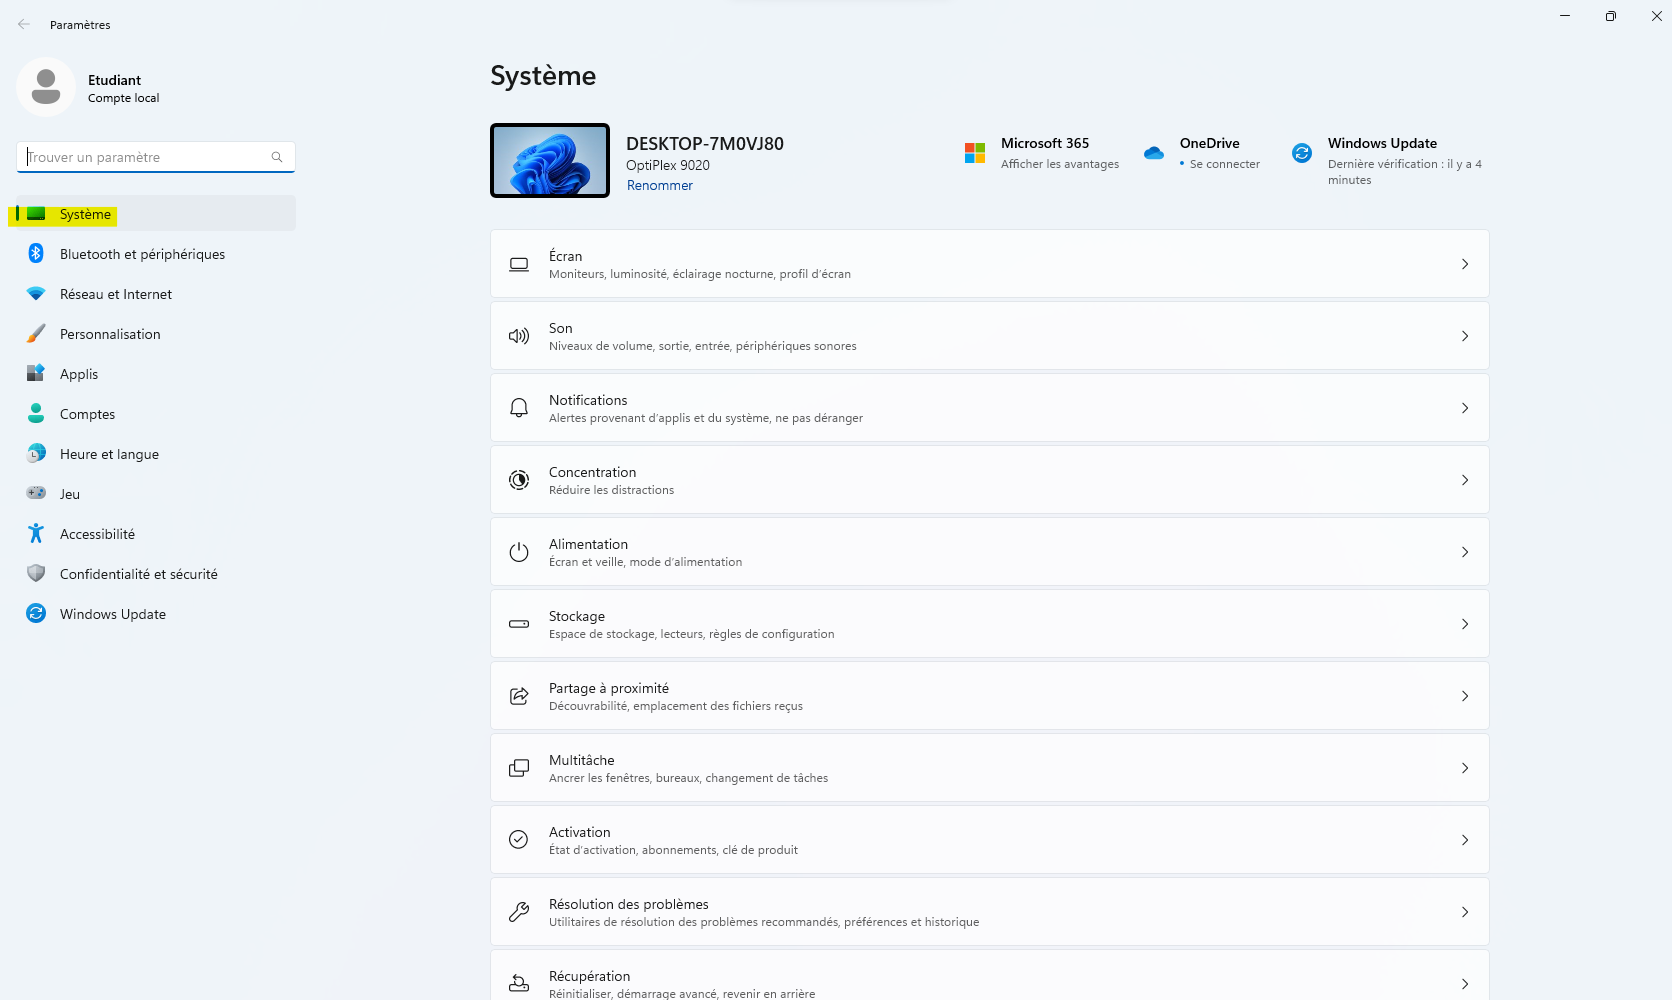 Paramètres
Etudiant
Compte local
Trouver un paramètre
Système
Bluetooth et périphériques
Réseau et Internet
Personnalisation
Applis
Comptes
Heure et langue
Jeu
Accessibilité
Confidentialité et sécurité
Windows Update
Système
DESKTOP-7M0VJ80
OptiPlex 9020
Renommer
Microsoft 365
Afficher les avantages
OneDrive
• Se connecter
Windows Update
Dernière vérification : il y a 4
minutes
Écran
Moniteurs, luminosité, éclairage nocturne, profil d'écran
Son
Niveaux de volume, sortie, entrée, périphériques sonores
Notifications
Alertes provenant d'applis et du système, ne pas déranger
Concentration
Réduire les distractions
Alimentation
Écran et veille, mode d'alimentation
Stockage
Espace de stockage, lecteurs, règles de configuration
Partage à proximité
Découvrabilité, emplacement des fichiers reçus
Multitâche
Ancrer les fenêtres, bureaux, changement de tâches
Activation
État d'activation, abonnements, clé de produit
Résolution des problèmes
Utilitaires de résolution des problèmes recommandés, préférences et historique
Récupération
Réinitialiser, démarrage avancé, revenir en arrière